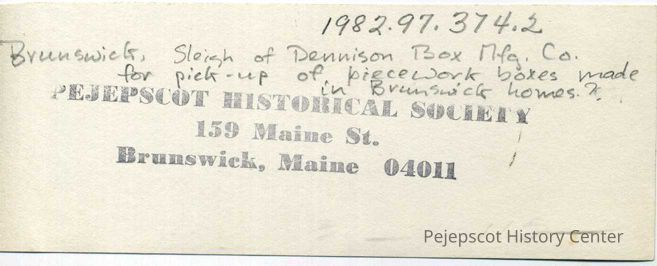 1982.97.374.2
Brunswick, Sleigh of Dennison Box Mfg. Co.
for pick-up of piecework boxes made
in Brunswick homes.?
PEJEPSCOT HISTORICAL SOCIETY
159 Maine St.
Brunswick, Maine 04011
Pejepscot History Center